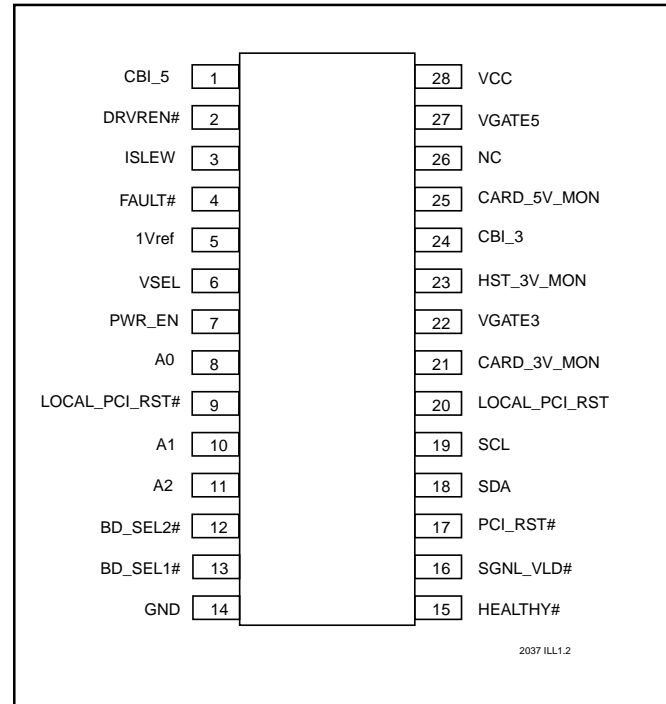 CBI_5 1 28 VCC
DRVREN# 2 27 VGATE5
ISLEW 3 26 NC
FAULT# 4 25 CARD_5V_MON
1Vref 5 24 CBI_3
VSEL 6 23 HST_3V_MON
PWR_EN 7 22 VGATE3
A0 8 21 CARD_3V_MON
LOCAL_PCI_RST# 9 20 LOCAL_PCI_RST
A1 10 19 SCL
A2 11 18 SDA
BD_SEL2# 12 17 PCI_RST#
BD_SEL1# 13 16 SGNL_VLD#
GND 14 15 HEALTHY#
2037 ILL1.2